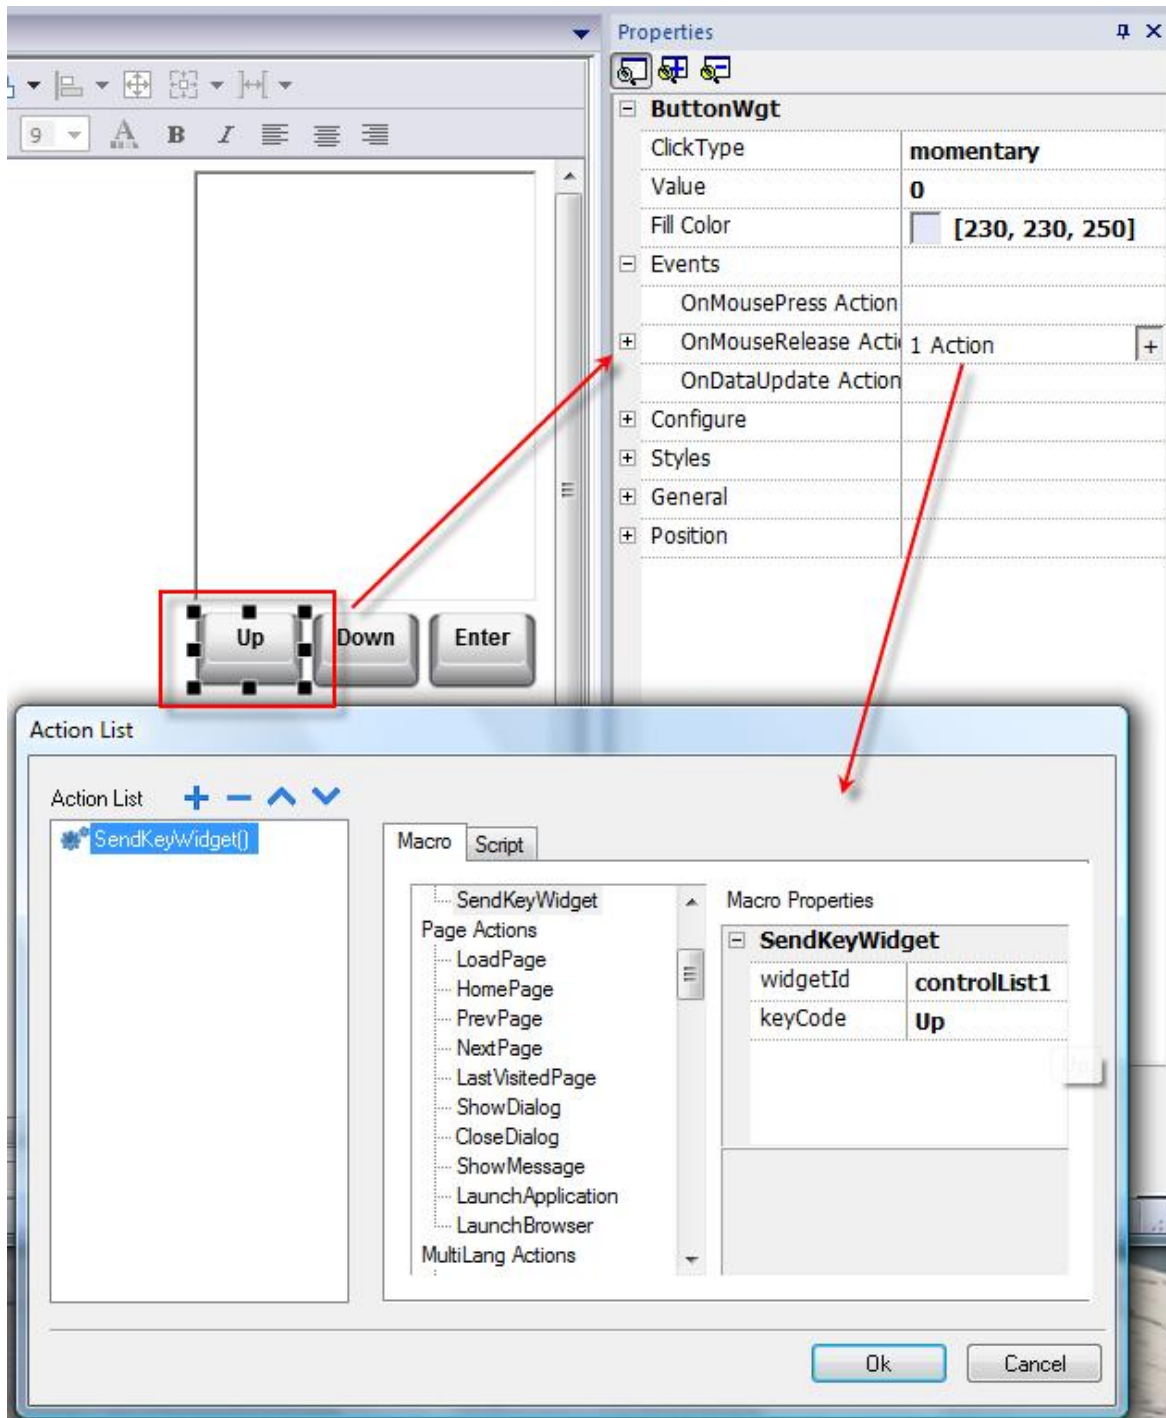 Properties
9 A B I
ButtonWgt
ClickType momentary
Value 0
Fill Color [230, 230, 250]
Events
OnMousePress Action
OnMouseRelease Acti 1 Action +
OnDataUpdate Action
Configure
Styles
General
Position
Up Down Enter
Action List
Action List
SendKeyWidget()
Macro Script
SendKeyWidget
Page Actions
LoadPage
HomePage
PrevPage
NextPage
LastVisitedPage
ShowDialog
CloseDialog
ShowMessage
LaunchApplication
LaunchBrowser
MultiLang Actions
Macro Properties
SendKeyWidget
widgetId controlList1
keyCode Up
Ok Cancel